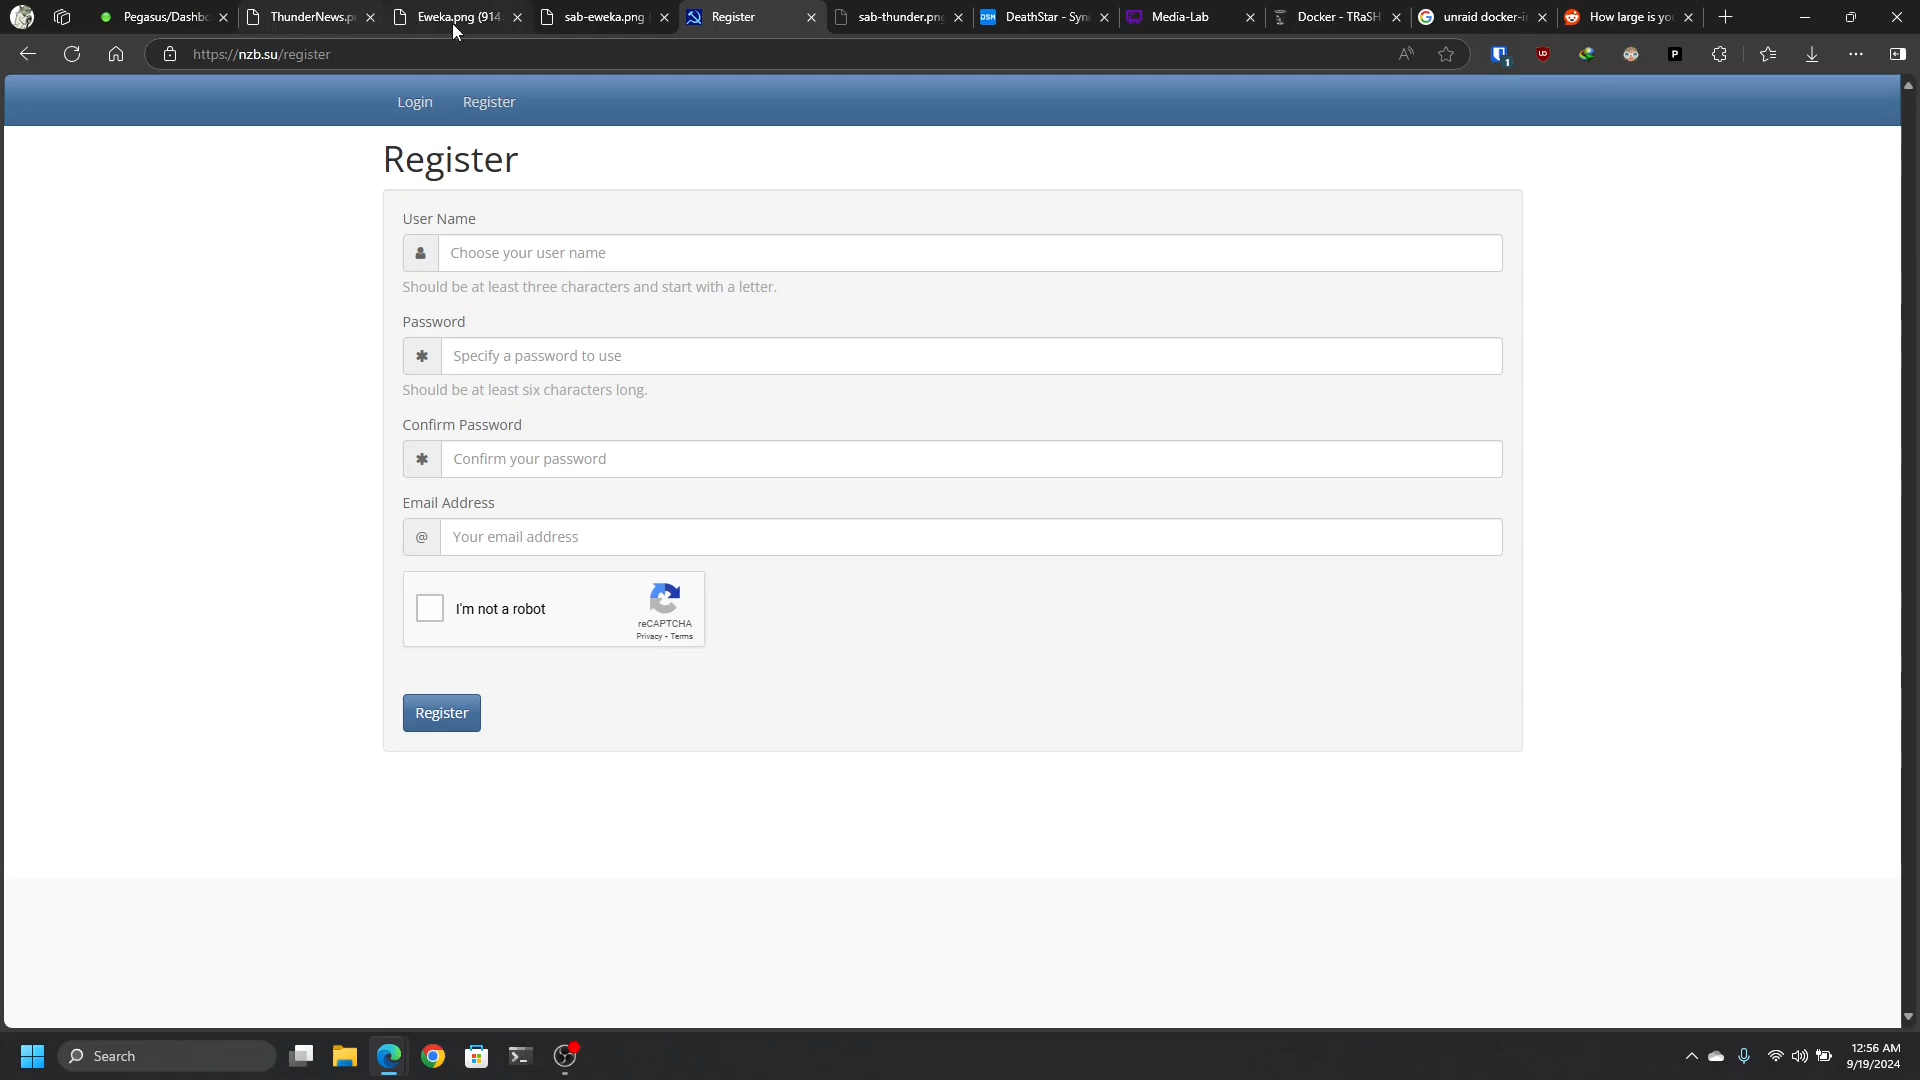 Pegasus/Dashbo
ThunderNews.p
Eweka.png (914
sab-eweka.png
Register
sab-thunder.pn
DSM
DeathStar - Syn
Media-Lab
Docker - TRaSH
unraid docker-i
How large is yo
https://nzb.su/register
1
P
Login
Register
Register
User Name
Choose your user name
Should be at least three characters and start with a letter.
Password
Specify a password to use
Should be at least six characters long.
Confirm Password
Confirm your password
Email Address
@
Your email address
I'm not a robot
reCAPTCHA
Privacy • Terms
Register
Search
12:56 AM
9/19/2024